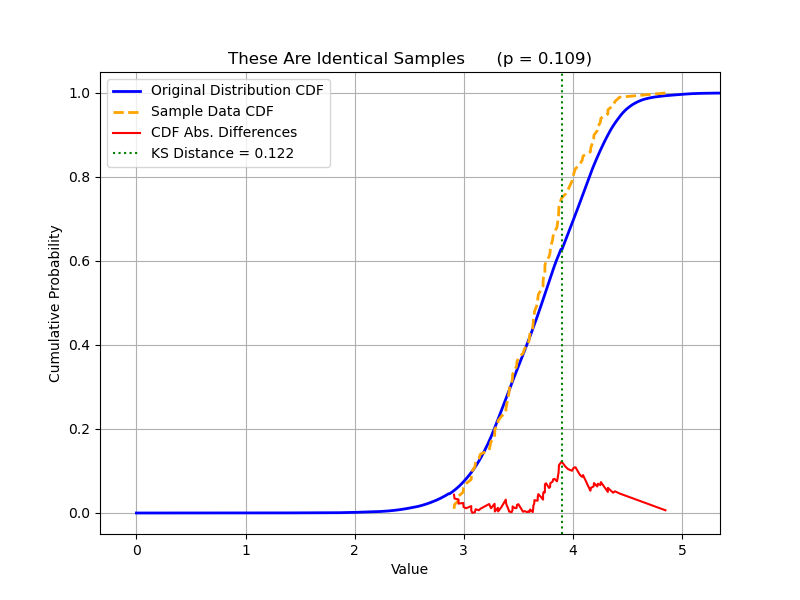 These Are Identical Samples (p = 0.109)
Original Distribution CDF
Sample Data CDF
CDF Abs. Differences
KS Distance = 0.122
1.0
0.8
0.6
0.4
0.2
0.0
Cumulative Probability
0 1 2 3 4 5
Value